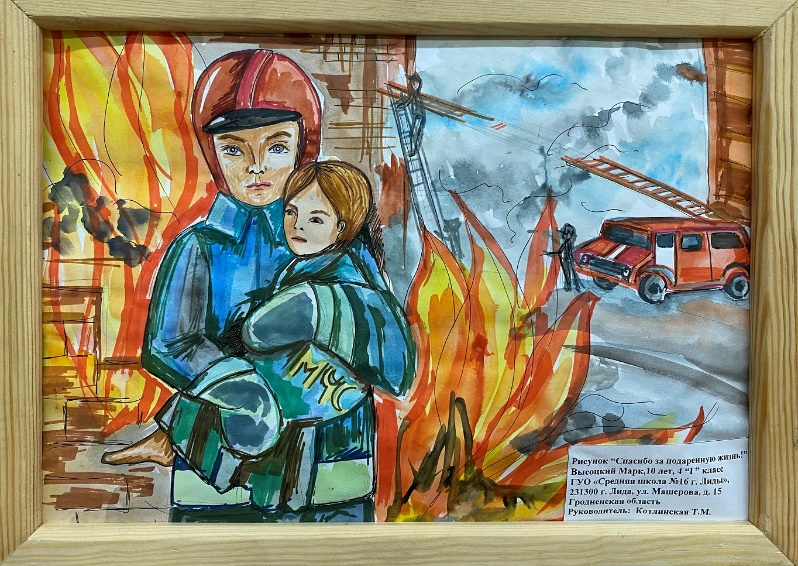 МЧС
Рисунок "Спасибо за подаренную жизнь!"
Высоцкий Марк,10 лет, 4 "1" класс
ГУО «Средняя школа №16 г. Лиды»,
231300 г. Лида, ул. Машерова, д. 15
Гродненская область
Руководитель: Котлинская Т.М.